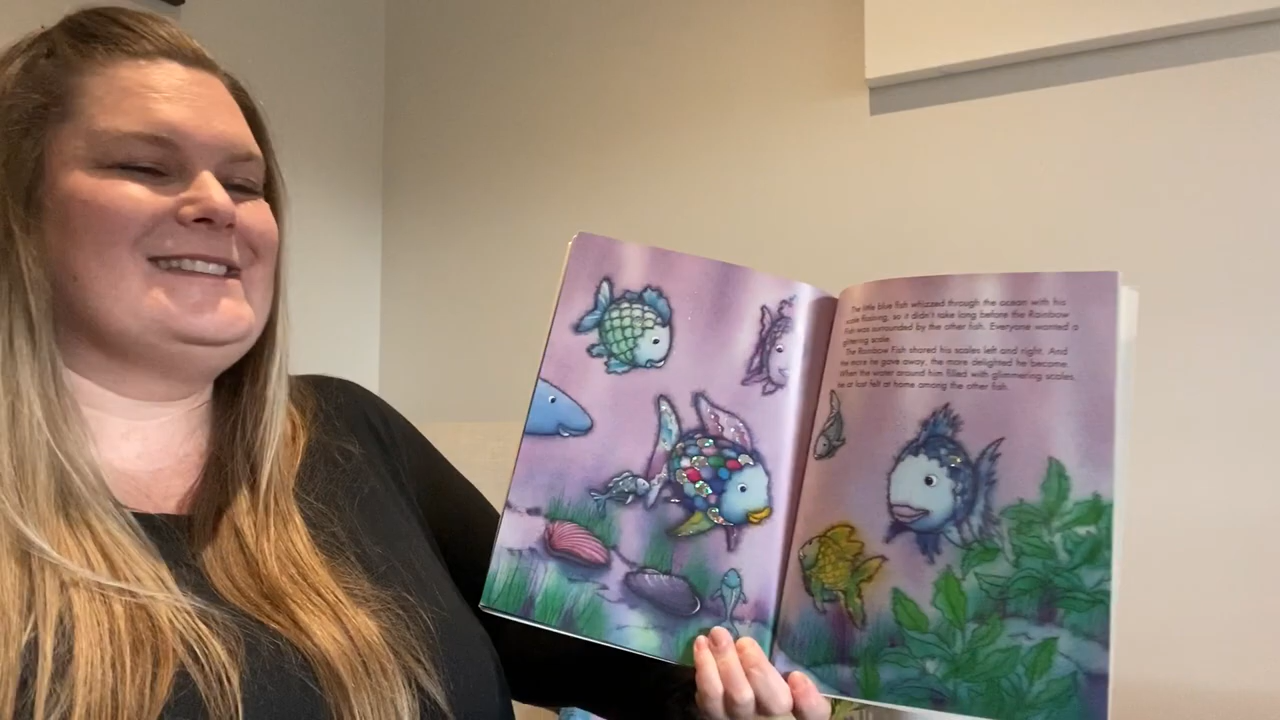 The little blue fish whizzed through the ocean with his
scale flashing, so it didn't take long before the Rainbow
Fish was surrounded by the other fish. Everyone wanted a
glittering scale.
The Rainbow Fish shared his scales left and right. And
the more he gave away, the more delighted he became.
When the water around him filled with glimmering scales,
he at last felt at home among the other fish.